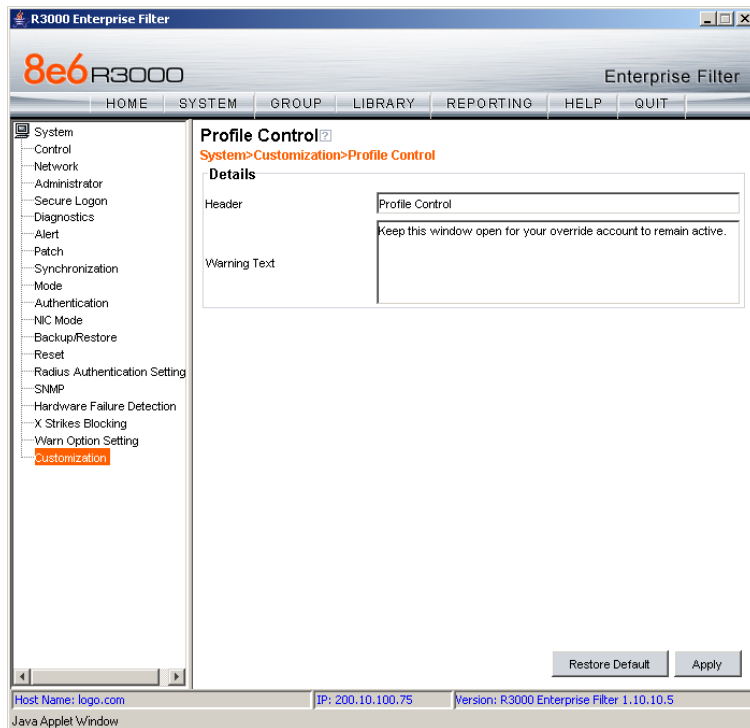 R3000 Enterprise Filter
8e6 R3000
Enterprise Filter
HOME SYSTEM GROUP LIBRARY REPORTING HELP QUIT
System
Control
Network
Administrator
Secure Logon
Diagnostics
Alert
Patch
Synchronization
Mode
Authentication
NIC Mode
Backup/Restore
Reset
Radius Authentication Setting
SNMP
Hardware Failure Detection
X Strikes Blocking
Warn Option Setting
Customization
Profile Control ?
System>Customization>Profile Control
Details
Header
Profile Control
Warning Text
Keep this window open for your override account to remain active.
Restore Default
Apply
Host Name: logo.com
IP: 200.10.100.75
Version: R3000 Enterprise Filter 1.10.10.5
Java Applet Window